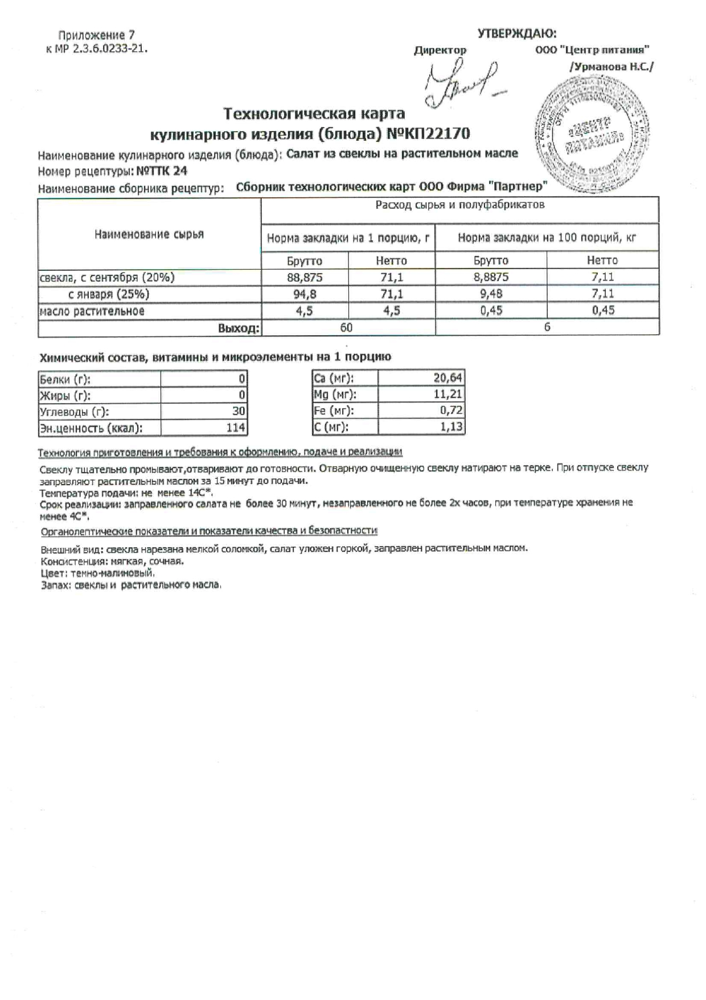 Приложение 7
к МР 2.3.6.0233-21.
УТВЕРЖДАЮ:
Директор ООО "Центр питания"
/Урманова Н.С./
ОГРН
«ЦЕНТР
ПИТАНИЯ»
Технологическая карта
кулинарного изделия (блюда) №КП22170
Наименование кулинарного изделия (блюда): Салат из свеклы на растительном масле
Номер рецептуры: №ТТК 24
Наименование сборника рецептур: Сборник технологических карт ООО Фирма "Партнер"
Наименование сырья
Расход сырья и полуфабрикатов
Норма закладки на 1 порцию, г Норма закладки на 100 порций, кг
Брутто Нетто Брутто Нетто
свекла, с сентября (20%) 88,875 71,1 8,8875 7,11
с января (25%) 94,8 71,1 9,48 7,11
масло растительное 4,5 4,5 0,45 0,45
Выход: 60 6
Химический состав, витамины и микроэлементы на 1 порцию
Белки (г): 0 Ca (мг): 20,64
Жиры (г): 0 Mg (мг): 11,21
Углеводы (г): 30 Fe (мг): 0,72
Эн.ценность (ккал): 114 C (мг): 1,13
Технология приготовления и требования к оформлению, подаче и реализации
Свеклу тщательно промывают,отваривают до готовности. Отварную очищенную свеклу натирают на терке. При отпуске свеклу
заправляют растительным маслом за 15 минут до подачи.
Температура подачи: не менее 14С*.
Срок реализации: заправленного салата не более 30 минут, незаправленного не более 2х часов, при температуре хранения не
менее 4С*.
Органолептические показатели и показатели качества и безопастности
Внешний вид: свекла нарезана мелкой соломкой, салат уложен горкой, заправлен растительным маслом.
Консистенция: мягкая, сочная.
Цвет: темно-малиновый.
Запах: свеклы и растительного масла.